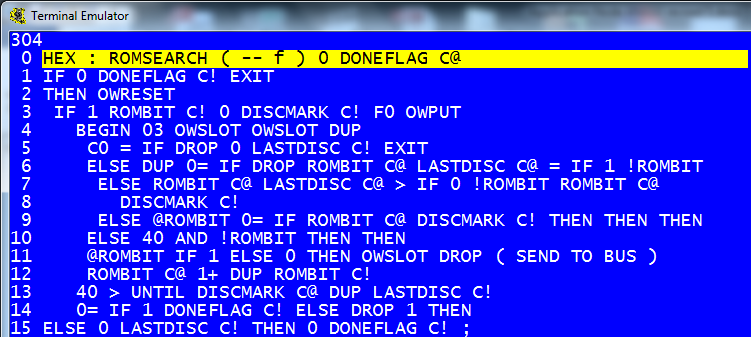 Terminal Emulator
304
0 HEX : ROMSEARCH ( -- f ) 0 DONEFLAG C@
1 IF 0 DONEFLAG C! EXIT
2 THEN OWRESET
3 IF 1 ROMBIT C! 0 DISCMARK C! F0 OWPUT
4 BEGIN 03 OWSLOT OWSLOT DUP
5 C0 = IF DROP 0 LASTDISC C! EXIT
6 ELSE DUP 0= IF DROP ROMBIT C@ LASTDISC C@ = IF 1 !ROMBIT
7 ELSE ROMBIT C@ LASTDISC C@ > IF 0 !ROMBIT ROMBIT C@
8 DISCMARK C!
9 ELSE @ROMBIT 0= IF ROMBIT C@ DISCMARK C! THEN THEN THEN
10 ELSE 40 AND !ROMBIT THEN THEN
11 @ROMBIT IF 1 ELSE 0 THEN OWSLOT DROP ( SEND TO BUS )
12 ROMBIT C@ 1+ DUP ROMBIT C!
13 40 > UNTIL DISCMARK C@ DUP LASTDISC C!
14 0= IF 1 DONEFLAG C! ELSE DROP 1 THEN
15 ELSE 0 LASTDISC C! THEN 0 DONEFLAG C! ;